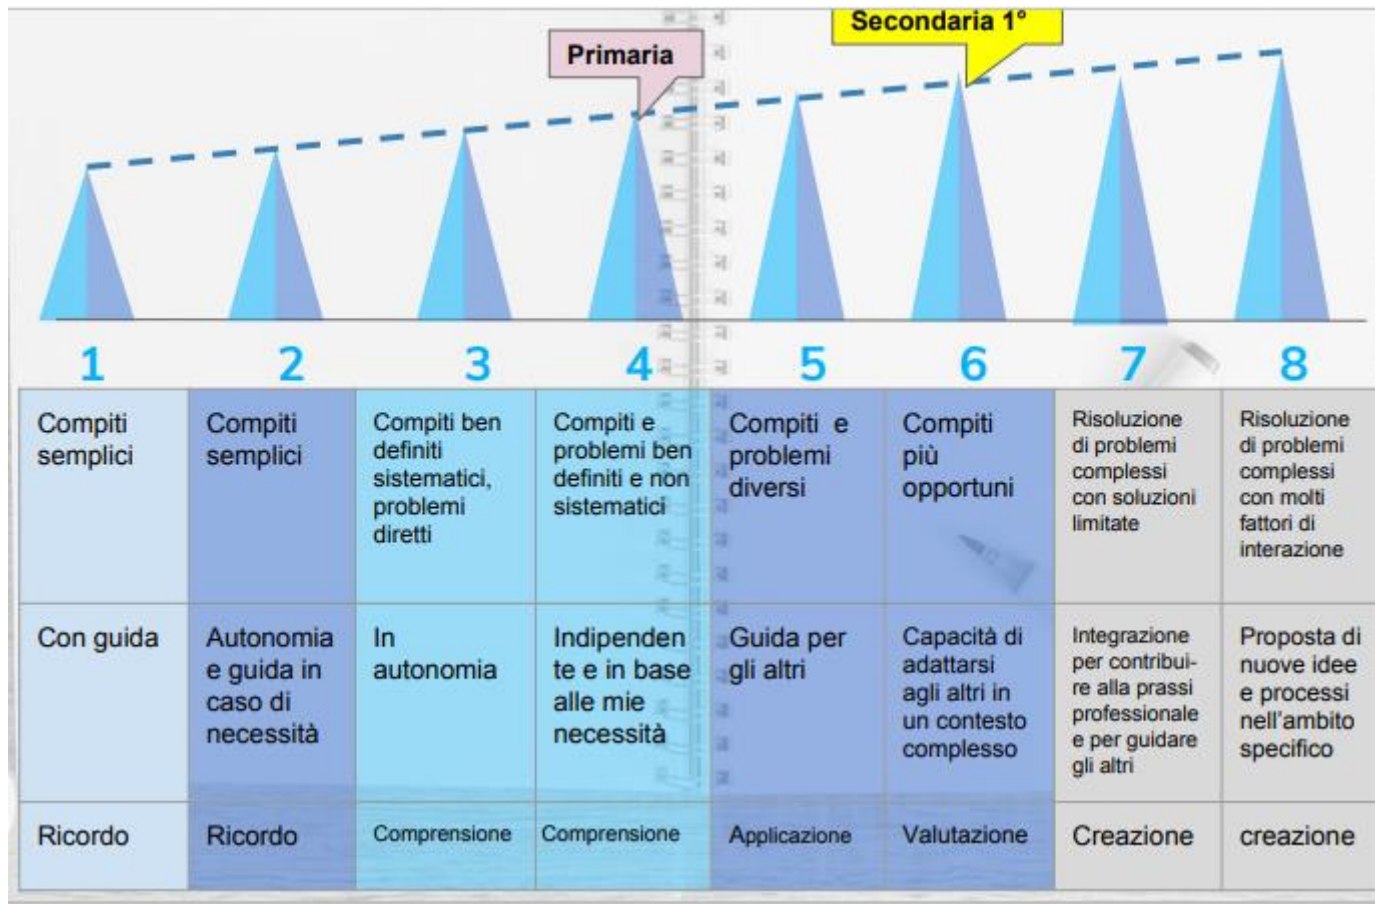 Secondaria 1°
Primaria
1
2
3
4
5
6
7
8
Compiti
semplici
Compiti
semplici
Compiti ben
definiti
sistematici,
problemi
diretti
Compiti e
problemi ben
definiti e non
sistematici
Compiti e
problemi
diversi
Compiti
più
opportuni
Risoluzione
di problemi
complessi
con soluzioni
limitate
Risoluzione
di problemi
complessi
con molti
fattori di
interazione
Con guida
Autonomia
e guida in
caso di
necessità
In
autonomia
Indipenden
te e in base
alle mie
necessità
Guida per
gli altri
Capacità di
adattarsi
agli altri in
un contesto
complesso
Integrazione
per contribui-
re alla prassi
professionale
e per guidare
gli altri
Proposta di
nuove idee
e processi
nell'ambito
specifico
Ricordo
Ricordo
Comprensione
Comprensione
Applicazione
Valutazione
Creazione
creazione